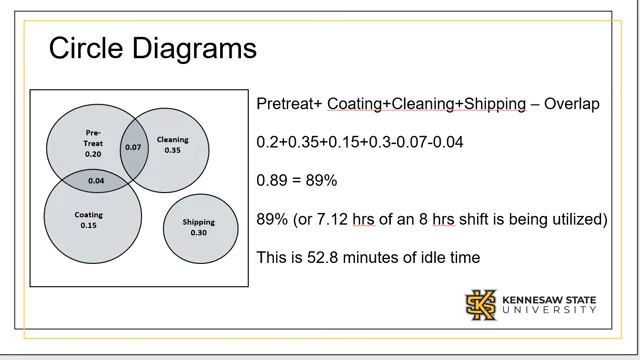 Circle Diagrams
Pre-
Treat
0.20
0.07
Cleaning
0.35
0.04
Coating
0.15
Shipping
0.30
Pretreat+ Coating+Cleaning+Shipping – Overlap
0.2+0.35+0.15+0.3-0.07-0.04
0.89 = 89%
89% (or 7.12 hrs of an 8 hrs shift is being utilized)
This is 52.8 minutes of idle time
KS
KENNESAW STATE
UNIVERSITY